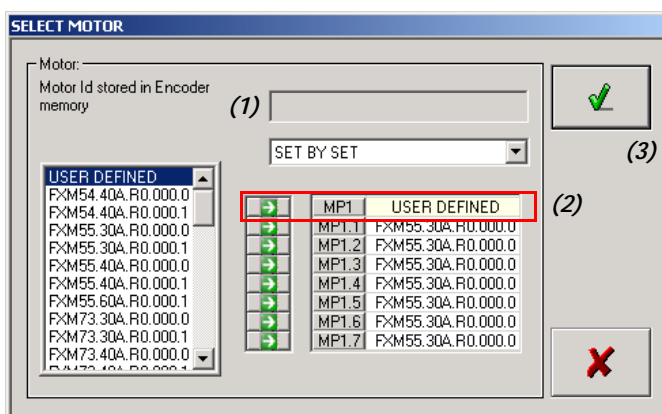 SELECT MOTOR
Motor:
Motor Id stored in Encoder
memory
(1)
SET BY SET
(3)
USER DEFINED
FXM54.40A.R0.000.0
FXM54.40A.R0.000.1
FXM55.30A.R0.000.0
FXM55.30A.R0.000.1
FXM55.40A.R0.000.0
FXM55.40A.R0.000.1
FXM55.60A.R0.000.1
FXM73.30A.R0.000.0
FXM73.30A.R0.000.1
FXM73.40A.R0.000.0
MP1 USER DEFINED
(2)
MP1.1 FXM55.30A.R0.000.0
MP1.2 FXM55.30A.R0.000.0
MP1.3 FXM55.30A.R0.000.0
MP1.4 FXM55.30A.R0.000.0
MP1.5 FXM55.30A.R0.000.0
MP1.6 FXM55.30A.R0.000.0
MP1.7 FXM55.30A.R0.000.0